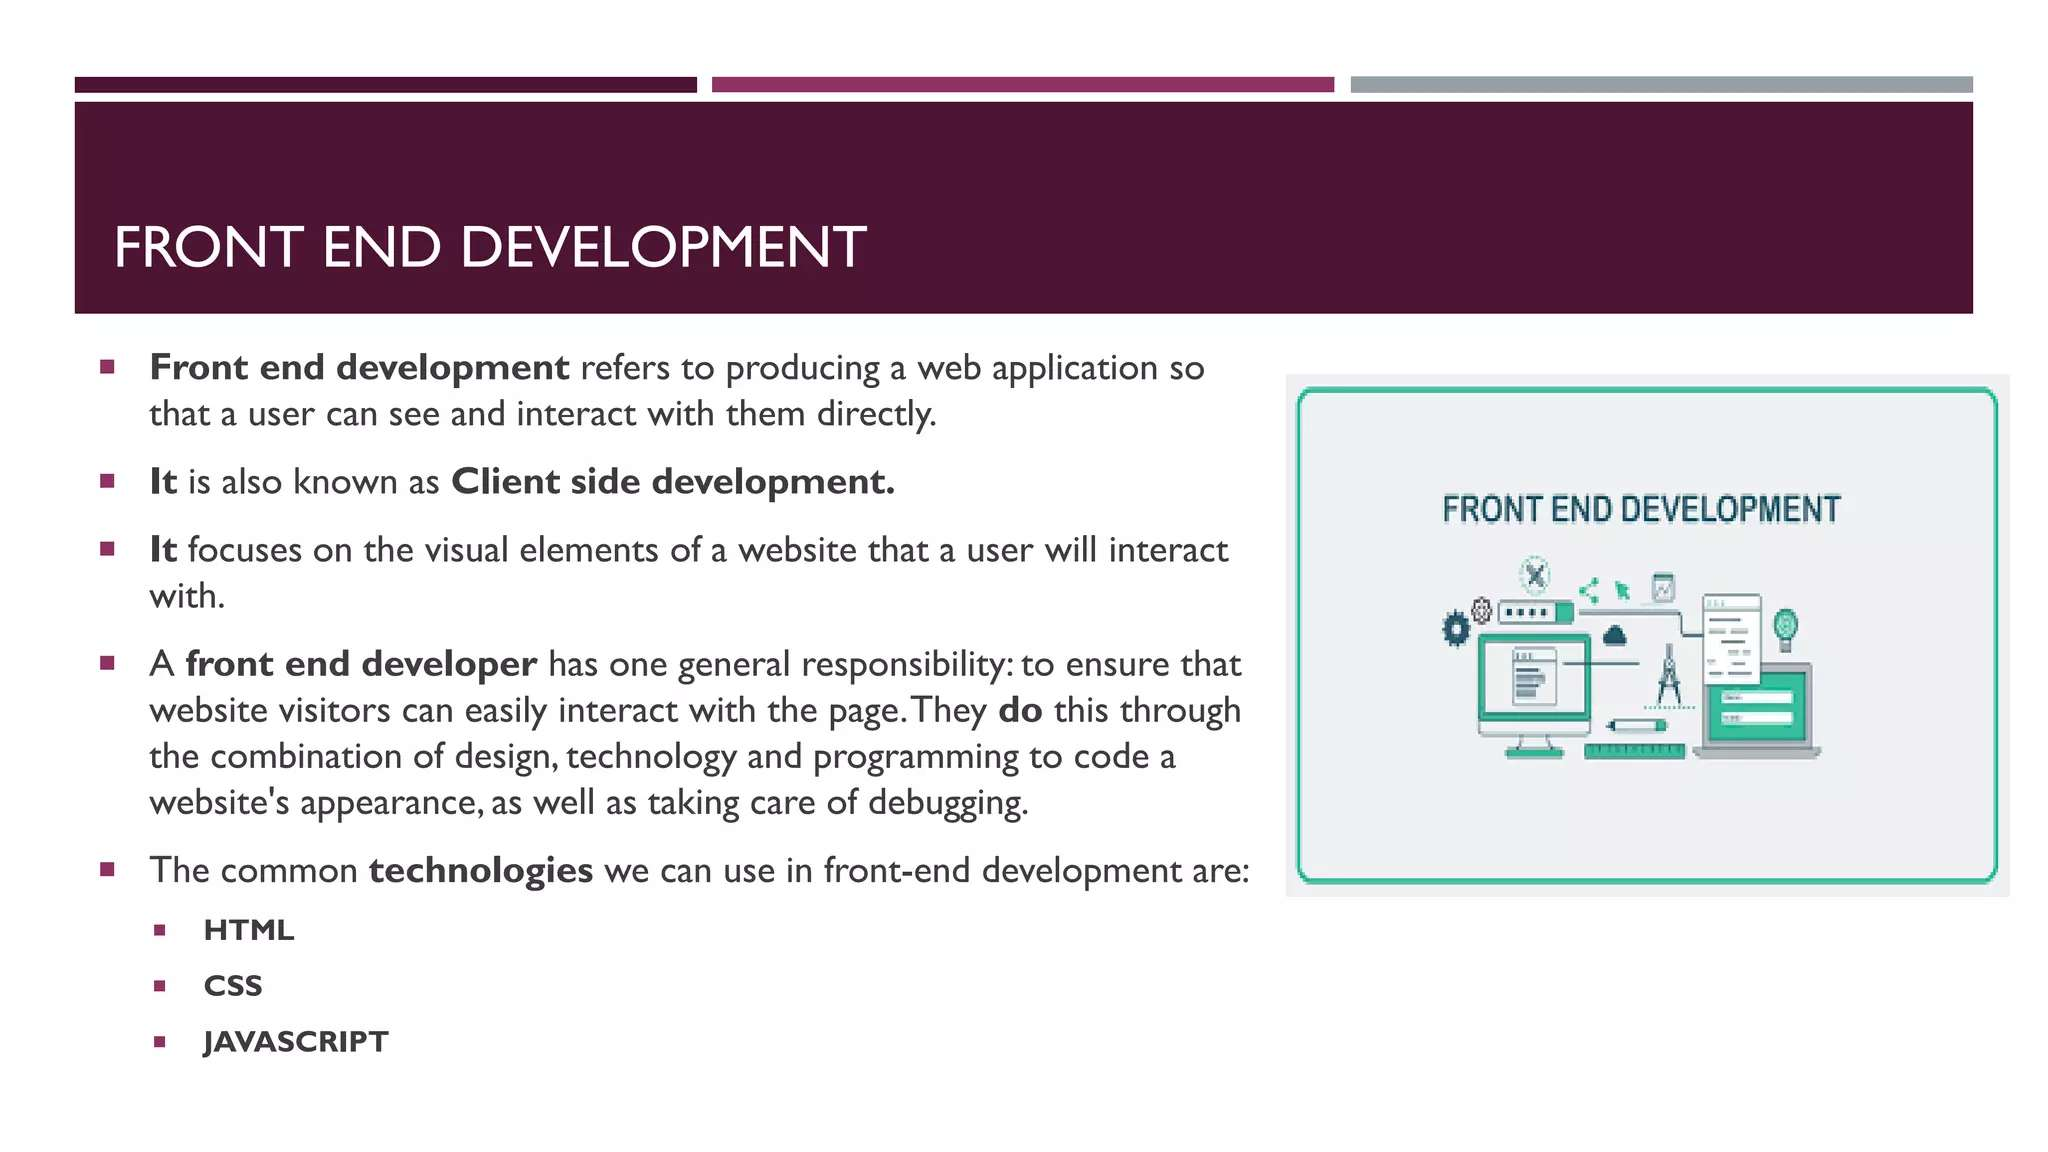 FRONT END DEVELOPMENT
Front end development refers to producing a web application so
that a user can see and interact with them directly.
It is also known as Client side development.
It focuses on the visual elements of a website that a user will interact
with.
A front end developer has one general responsibility: to ensure that
website visitors can easily interact with the page. They do this through
the combination of design, technology and programming to code a
website's appearance, as well as taking care of debugging.
The common technologies we can use in front-end development are:
HTML
CSS
JAVASCRIPT
FRONT END DEVELOPMENT